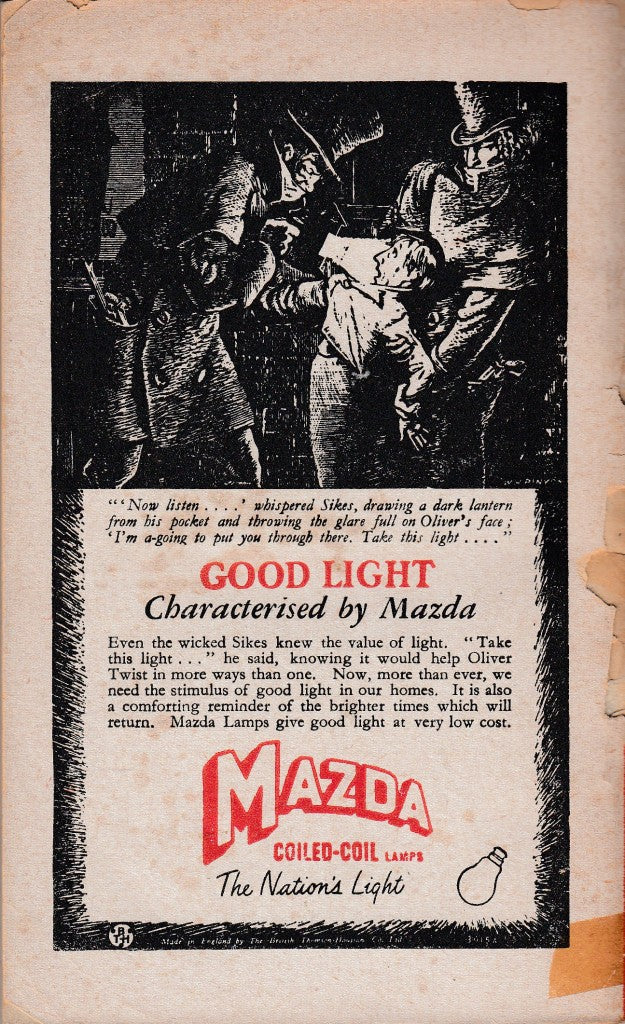 "'Now listen . . . .' whispered Sikes, drawing a dark lantern
from his pocket and throwing the glare full on Oliver's face ;
'I'm a-going to put you through there. Take this light . . . . "
GOOD LIGHT
Characterised by Mazda
Even the wicked Sikes knew the value of light. "Take
this light . . ." he said, knowing it would help Oliver
Twist in more ways than one. Now, more than ever, we
need the stimulus of good light in our homes. It is also
a comforting reminder of the brighter times which will
return. Mazda Lamps give good light at very low cost.
MAZDA
COILED-COIL LAMPS
The Nation's Light
BTH
Made in England by The British Thomson-Houston Co. Ltd.